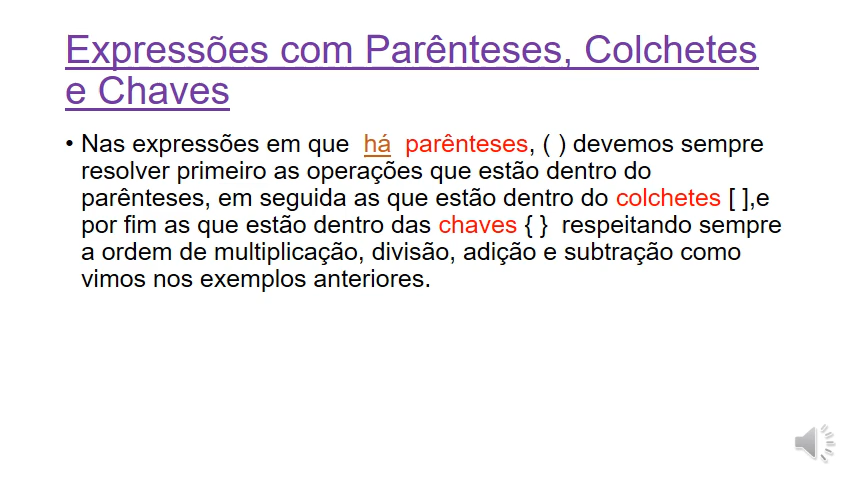 Expressões com Parênteses, Colchetes
e Chaves
• Nas expressões em que há parênteses, ( ) devemos sempre
resolver primeiro as operações que estão dentro do
parênteses, em seguida as que estão dentro do colchetes [ ],e
por fim as que estão dentro das chaves { } respeitando sempre
a ordem de multiplicação, divisão, adição e subtração como
vimos nos exemplos anteriores.